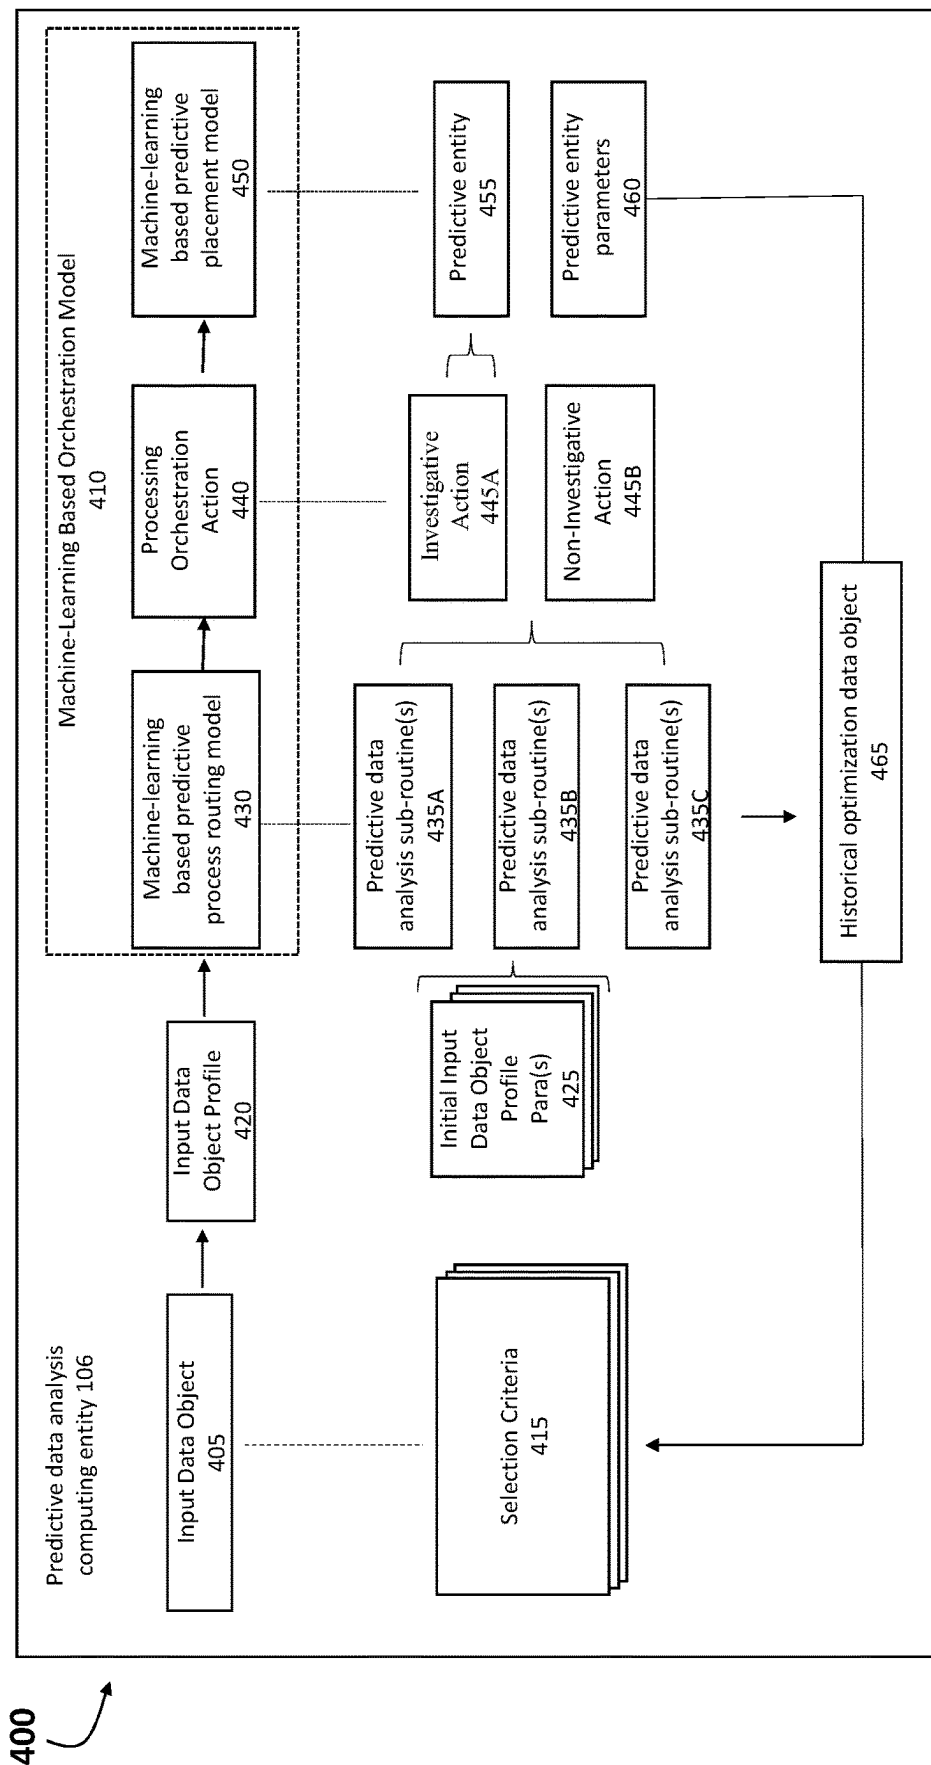 400
Predictive data analysis
computing entity 106
Machine-Learning Based Orchestration Model
410
Input Data Object
405
Input Data
Object Profile
420
Machine-learning
based predictive
process routing model
430
Processing
Orchestration
Action
440
Machine-learning
based predictive
placement model
450
Selection Criteria
415
Initial Input
Data Object
Profile
Para(s)
425
Predictive data
analysis sub-routine(s)
435A
Predictive data
analysis sub-routine(s)
435B
Predictive data
analysis sub-routine(s)
435C
Investigative
Action
445A
Non-Investigative
Action
445B
Predictive entity
455
Predictive entity
parameters
460
Historical optimization data object
465